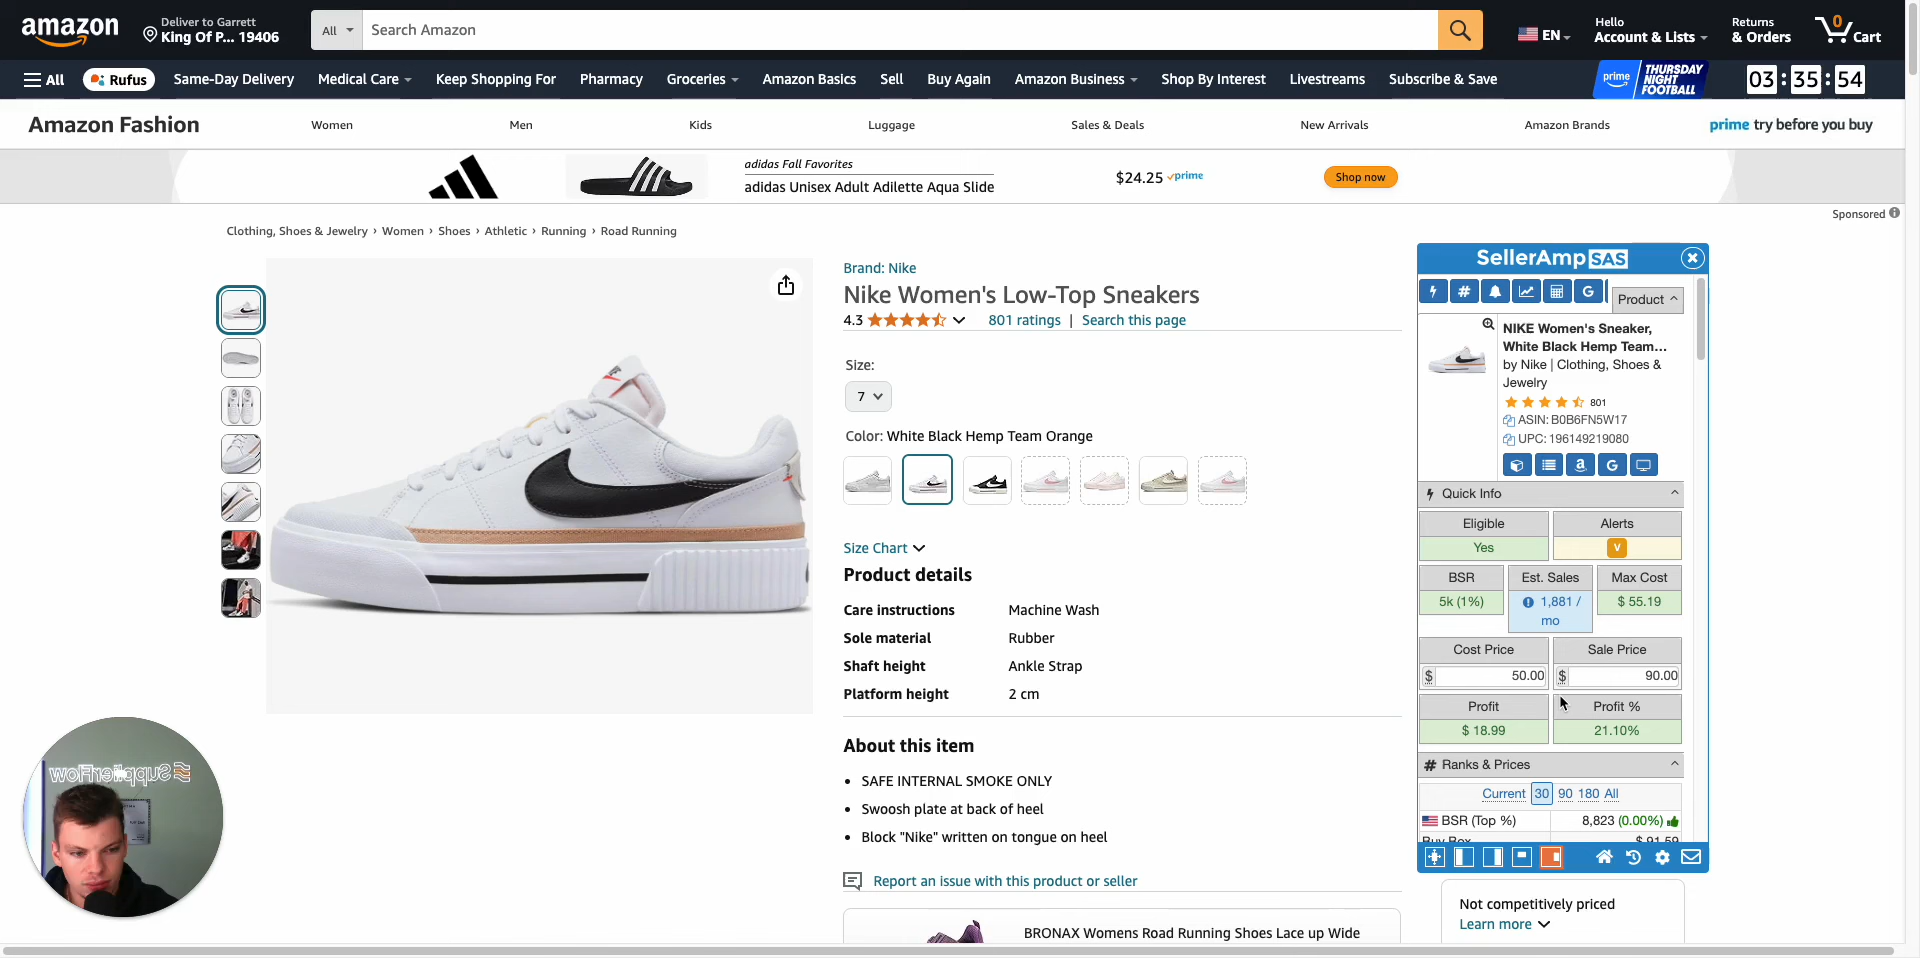 amazon
Deliver to Garrett
King Of P... 19406
All
Search Amazon
EN
Hello
Account & Lists
Returns
& Orders
0
Cart
All
Rufus
Same-Day Delivery
Medical Care
Keep Shopping For
Pharmacy
Groceries
Amazon Basics
Sell
Buy Again
Amazon Business
Shop By Interest
Livestreams
Subscribe & Save
prime
THURSDAY
NIGHT
FOOTBALL
03 : 35 : 54
Amazon Fashion
Women
Men
Kids
Luggage
Sales & Deals
New Arrivals
Amazon Brands
prime try before you buy
adidas Fall Favorites
adidas Unisex Adult Adilette Aqua Slide
$24.25 prime
Shop now
Sponsored
Clothing, Shoes & Jewelry › Women › Shoes › Athletic › Running › Road Running
Brand: Nike
Nike Women's Low-Top Sneakers
4.3
801 ratings | Search this page
Size:
7
Color: White Black Hemp Team Orange
Size Chart
Product details
Care instructions Machine Wash
Sole material Rubber
Shaft height Ankle Strap
Platform height 2 cm
About this item
• SAFE INTERNAL SMOKE ONLY
• Swoosh plate at back of heel
• Block "Nike" written on tongue on heel
Report an issue with this product or seller
BRONAX Womens Road Running Shoes Lace up Wide
SellerAmp SAS
Product
NIKE Women's Sneaker,
White Black Hemp Team...
by Nike | Clothing, Shoes &
Jewelry
801
ASIN: B0B6FN5W17
UPC: 196149219080
Quick Info
Eligible
Alerts
Yes
V
BSR
Est. Sales
Max Cost
5k (1%)
1,881 /
mo
$ 55.19
Cost Price
Sale Price
$ 50.00
$ 90.00
Profit
Profit %
$ 18.99
21.10%
# Ranks & Prices
Current 30 90 180 All
BSR (Top %)
8,823 (0.00%)
Buy Box
$ 91.59
Not competitively priced
Learn more
SupplierFlow